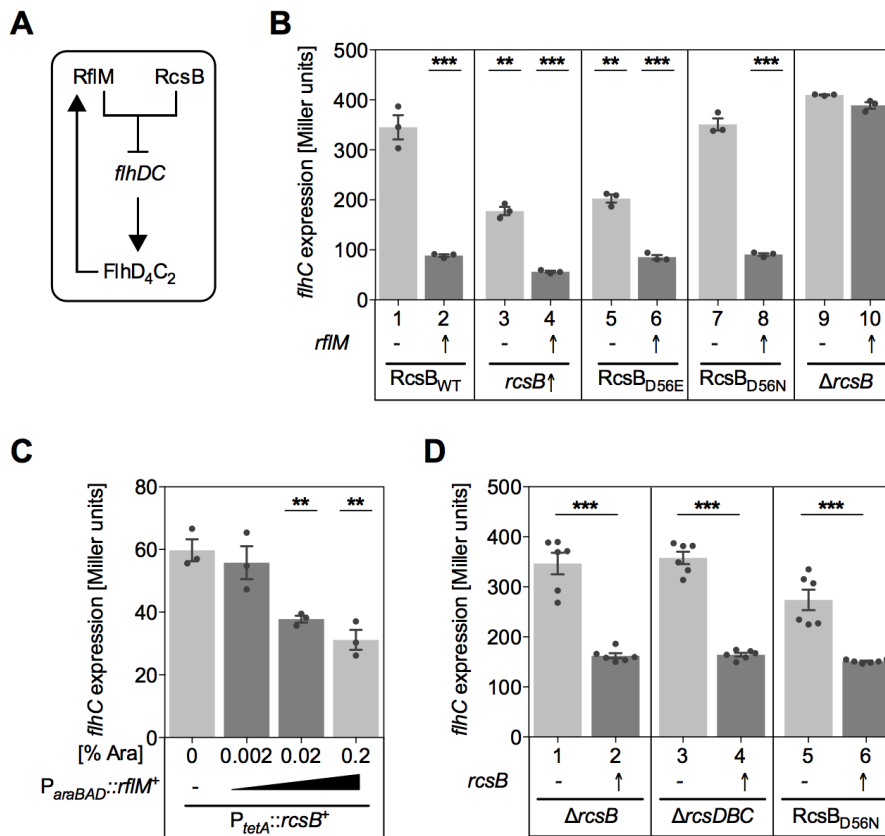 A
RflM RcsB
flhDC
FlhD4C2
B
flhC expression [Miller units]
500
400
300
200
100
0
*** ** *** ** *** ***
1 2 3 4 5 6 7 8 9 10
rflM - ↑ - ↑ - ↑ - ↑ - ↑
RcsBWT rcsB↑ RcsBD56E RcsBD56N ΔrcsB
C
flhC expression [Miller units]
80
60
40
20
0
** **
[% Ara] 0 0.002 0.02 0.2
ParaBAD::rflM+ -
PtetA::rcsB+
D
flhC expression [Miller units]
500
400
300
200
100
0
*** *** ***
1 2 3 4 5 6
rcsB - ↑ - ↑ - ↑
ΔrcsB ΔrcsDBC RcsBD56N